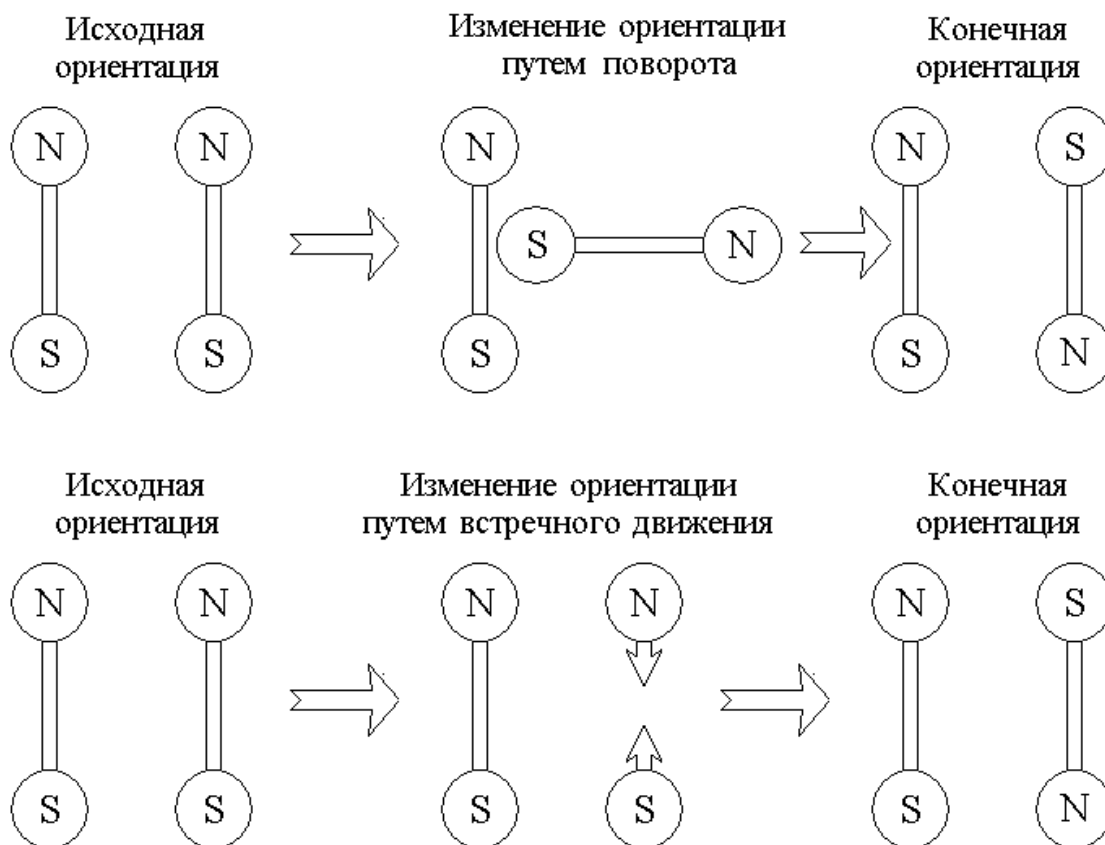 Исходная ориентация
Изменение ориентации путем поворота
Конечная ориентация
N N N N S
S N
S S S S N
Исходная ориентация
Изменение ориентации путем встречного движения
Конечная ориентация
N N N N N S
S S S S S N